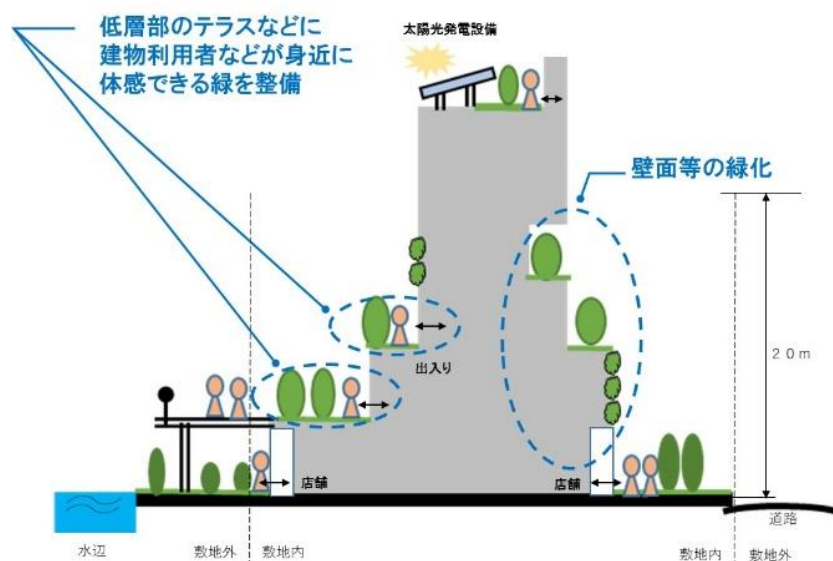 低層部のテラスなどに
建物利用者などが身近に
体感できる緑を整備
太陽光発電設備
壁面等の緑化
20m
出入り
店舗
店舗
道路
水辺
敷地外
敷地内
敷地内
敷地外